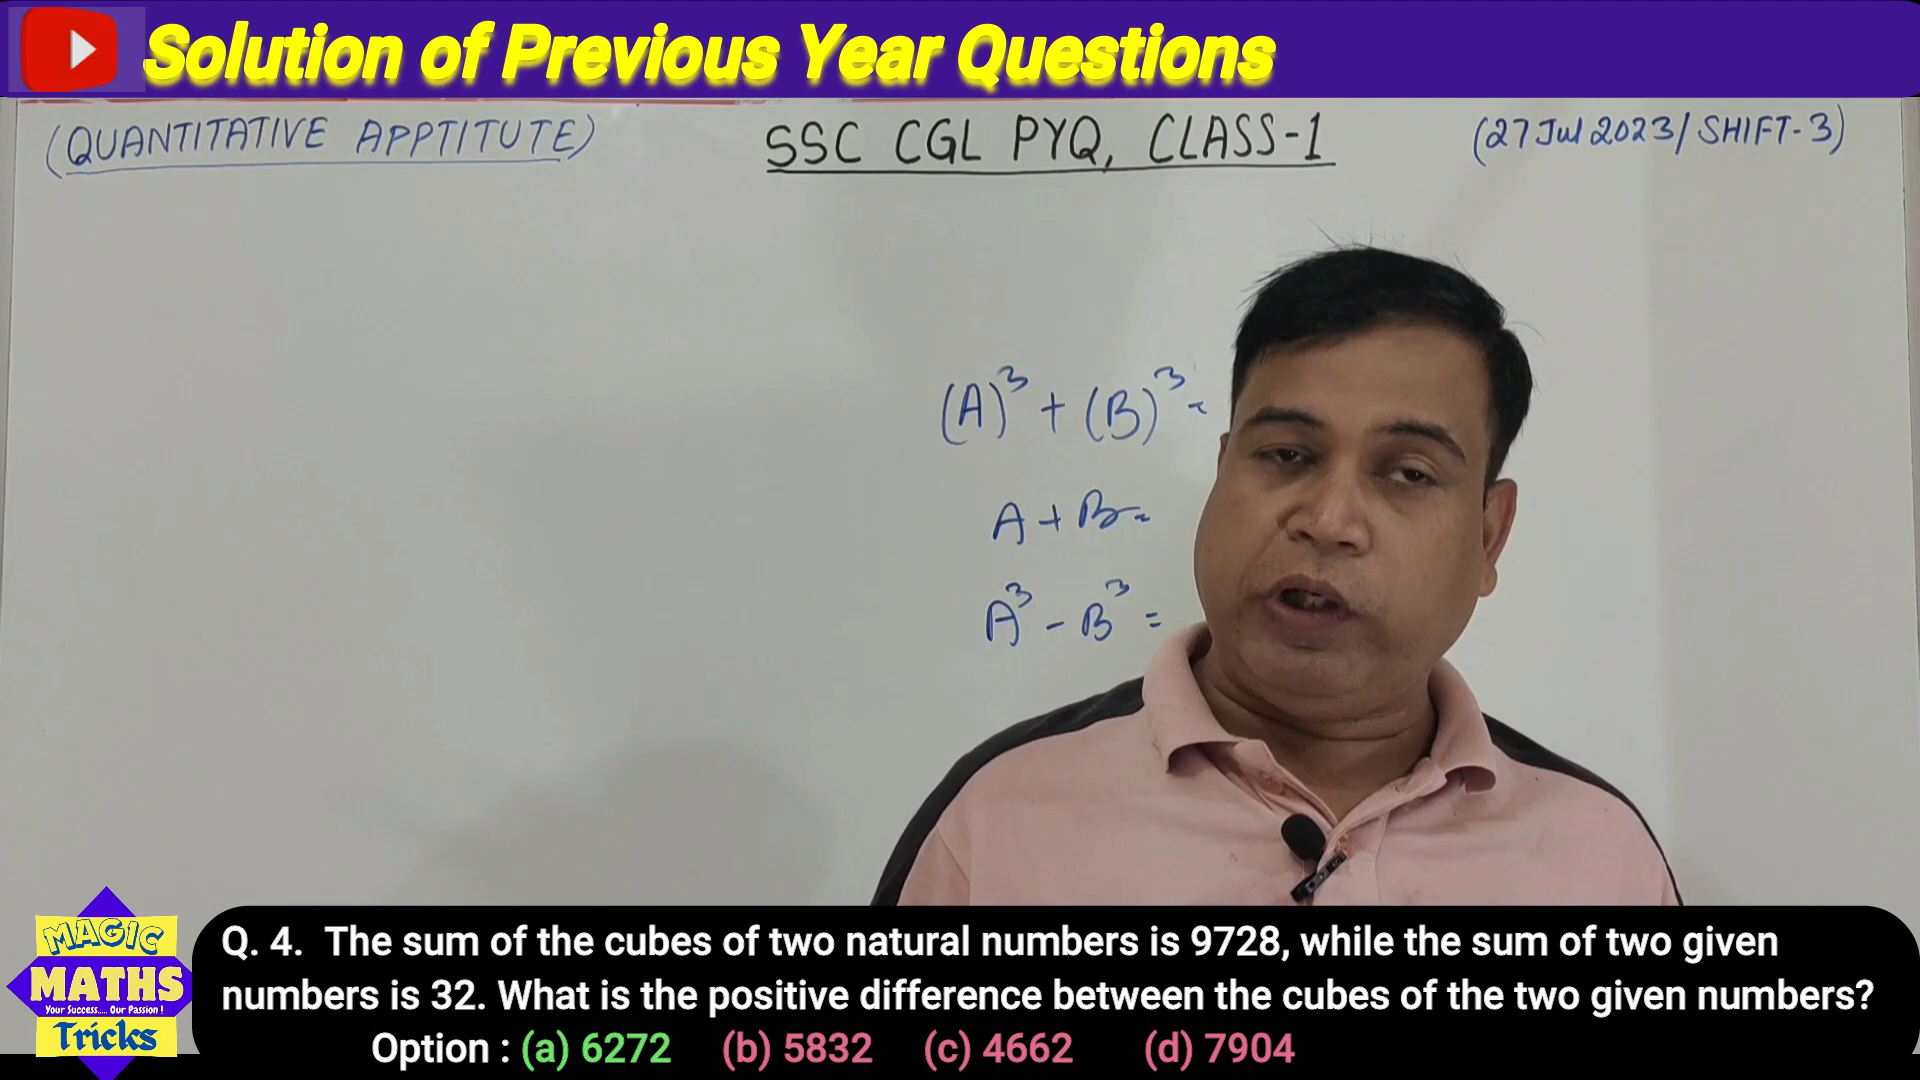 Solution of Previous Year Questions
(QUANTITATIVE APPTITUTE)
SSC CGL PYQ, CLASS-1
(27 Jul 2023/ SHIFT-3)
(A)³ + (B)³ =
A + B =
A³ - B³ =
MAGIC
MATHS
Your Success..... Our Passion !
Tricks
Q. 4. The sum of the cubes of two natural numbers is 9728, while the sum of two given
numbers is 32. What is the positive difference between the cubes of the two given numbers?
Option : (a) 6272 (b) 5832 (c) 4662 (d) 7904